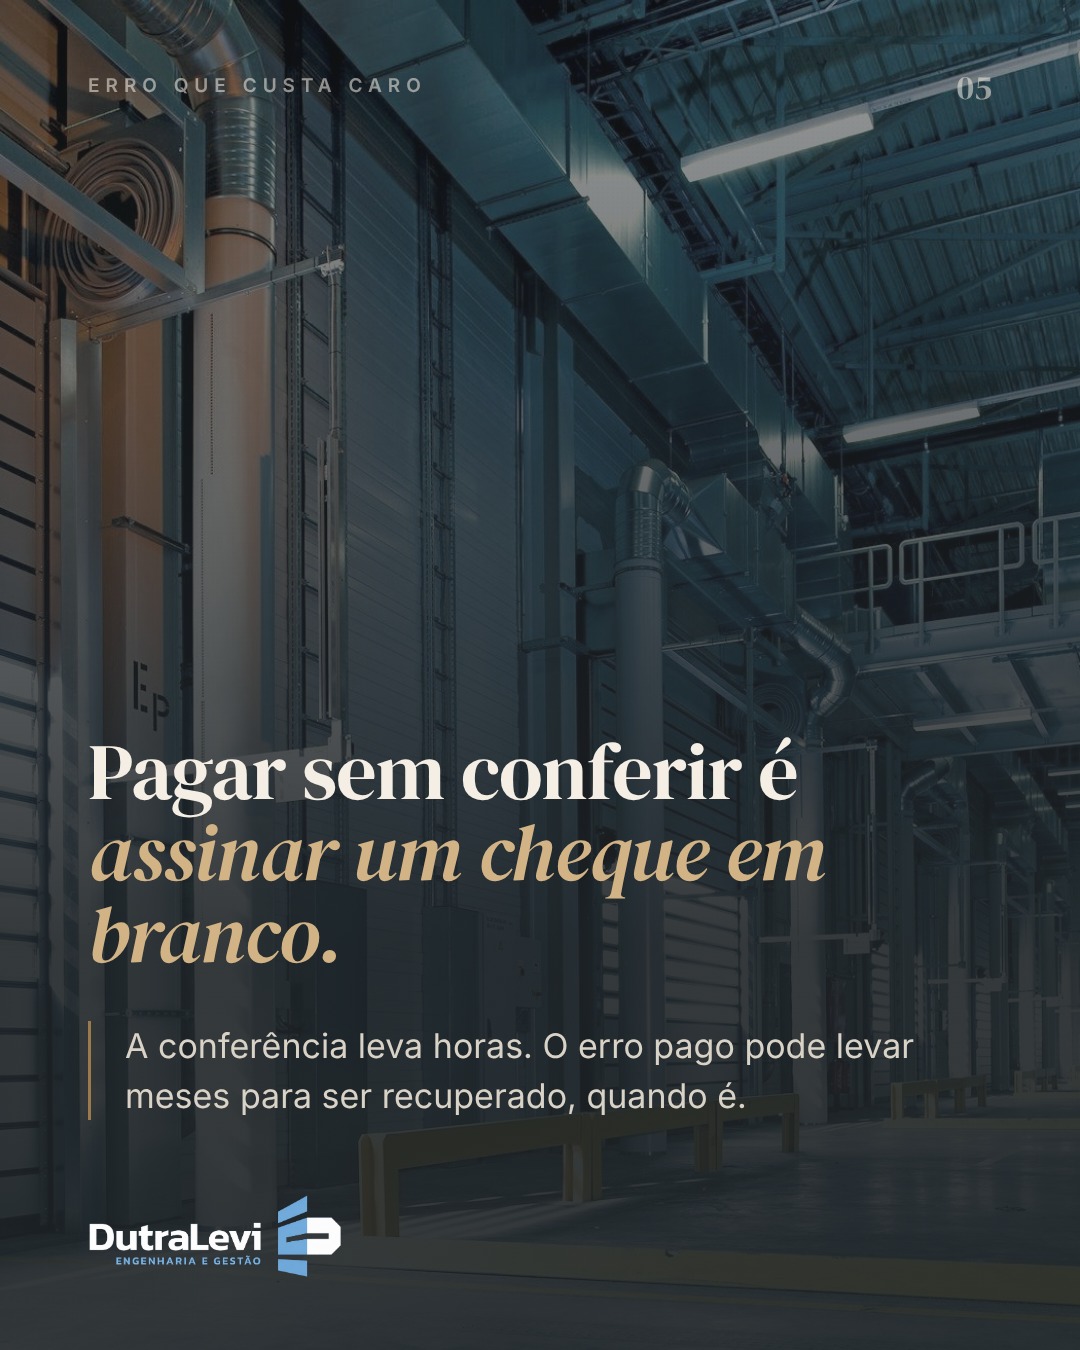 ERRO QUE CUSTA CARO
05
Ep
Pagar sem conferir é
assinar um cheque em
branco.
A conferência leva horas. O erro pago pode levar
meses para ser recuperado, quando é.
DutraLevi
ENGENHARIA E GESTÃO